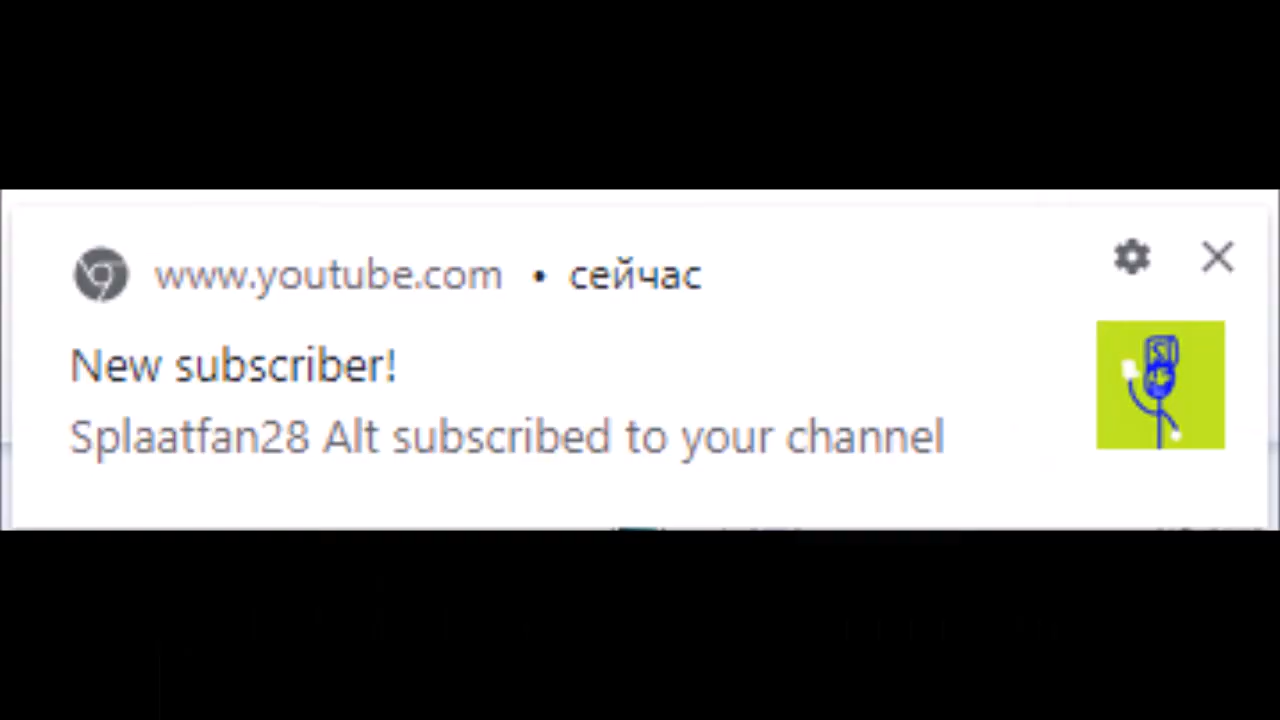 www.youtube.com • сейчас
New subscriber!
Splaatfan28 Alt subscribed to your channel